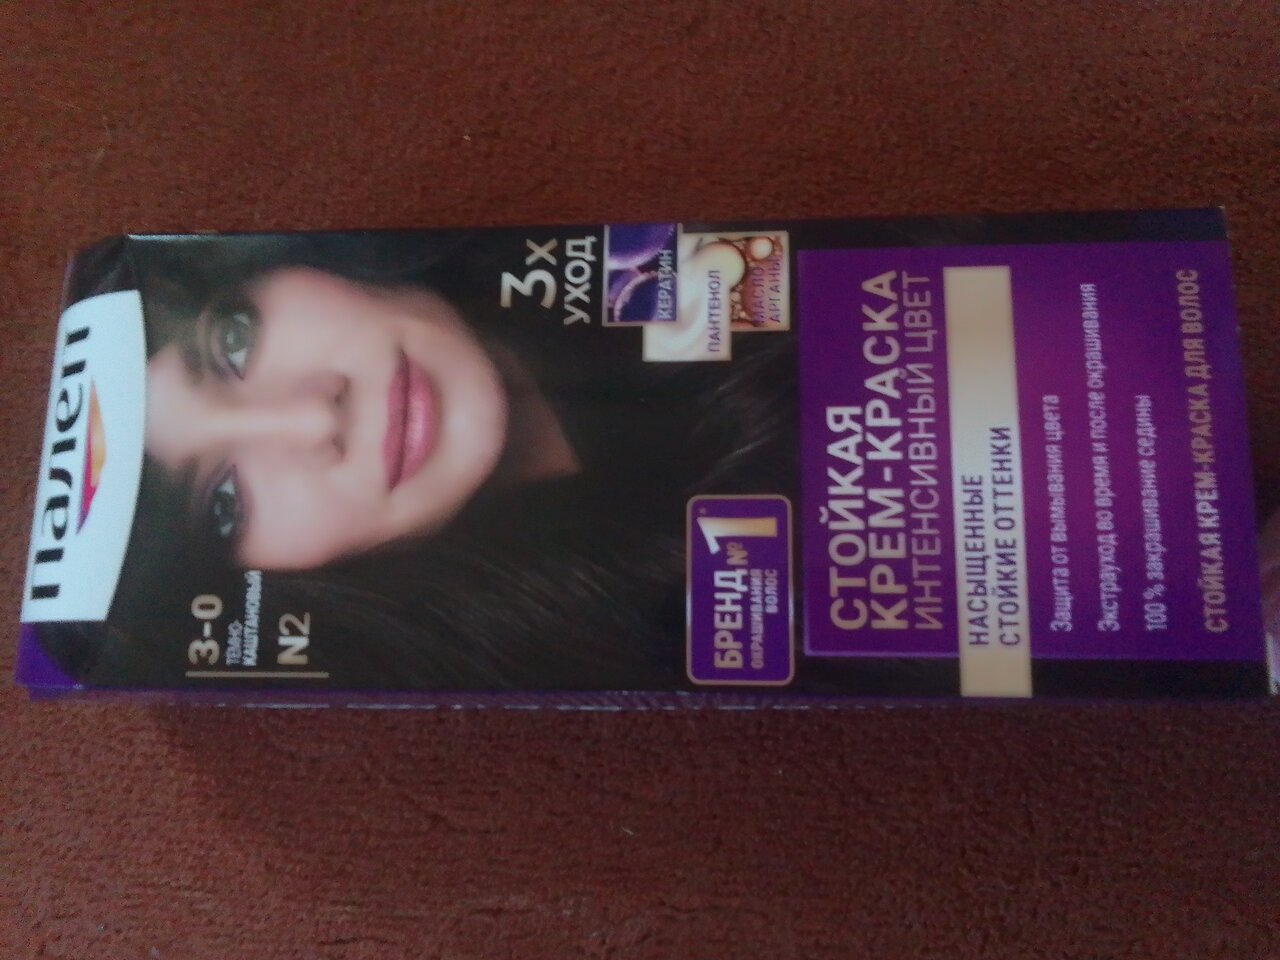 Палеп
3-0
ТЕМНО-
КАШТАНОВЫЙ
N2
3х
УХОД
КЕРАТИН
ПАНТЕНОЛ
МАСЛО
АРГАНЫ
БРЕНД №1*
ОКРАШИВАНИЯ
ВОЛОС
СТОЙКАЯ
КРЕМ-КРАСКА
ИНТЕНСИВНЫЙ ЦВЕТ
НАСЫЩЕННЫЕ
СТОЙКИЕ ОТТЕНКИ
Защита от вымывания цвета
Экстрауход во время и после окрашивания
100 % закрашивание седины
СТОЙКАЯ КРЕМ-КРАСКА ДЛЯ ВОЛОС